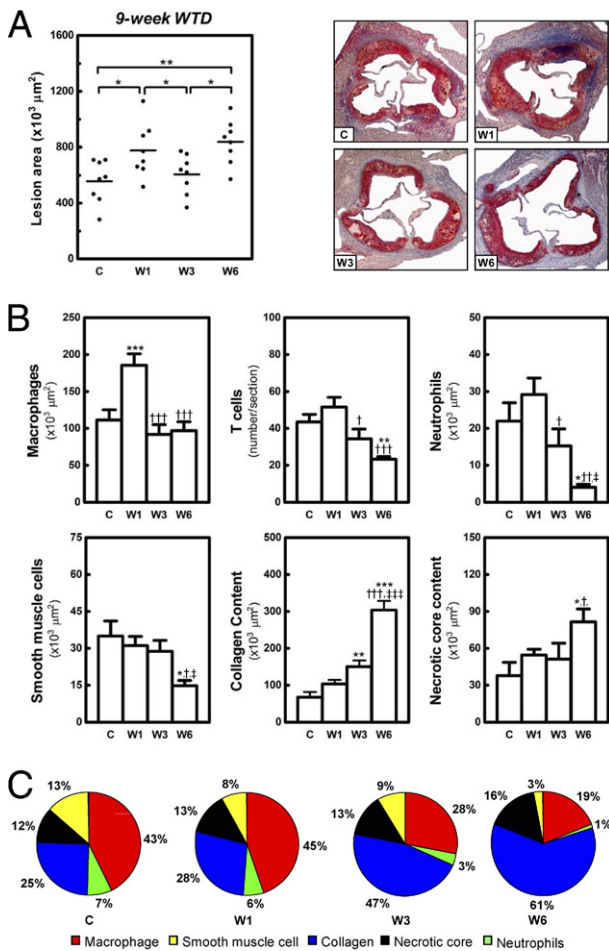 A
9-week WTD
1600
1200
800
400
0
Lesion area (x10³ µm²)
**
* * *
C W1 W3 W6
C
W1
W3
W6
B
Macrophages
(x10³ µm²)
250
200
150
100
50
0
***
†††
†††
C W1 W3 W6
T cells
(number/section)
100
80
60
40
20
0
†
**
†††
C W1 W3 W6
Neutrophils
(x10³ µm²)
50
40
30
20
10
0
†
*,††,‡
C W1 W3 W6
Smooth muscle cells
(x10³ µm²)
75
60
45
30
15
0
*,†,‡
C W1 W3 W6
Collagen Content
(x10³ µm²)
500
400
300
200
100
0
**
***
†††,‡‡‡
C W1 W3 W6
Necrotic core content
(x10³ µm²)
150
120
90
60
30
0
*,†,
C W1 W3 W6
C
13%
12%
25%
7%
43%
C
8%
13%
28%
6%
45%
W1
9%
13%
47%
3%
28%
W3
3%
16%
61%
1%
19%
W6
Macrophage Smooth muscle cell Collagen Necrotic core Neutrophils